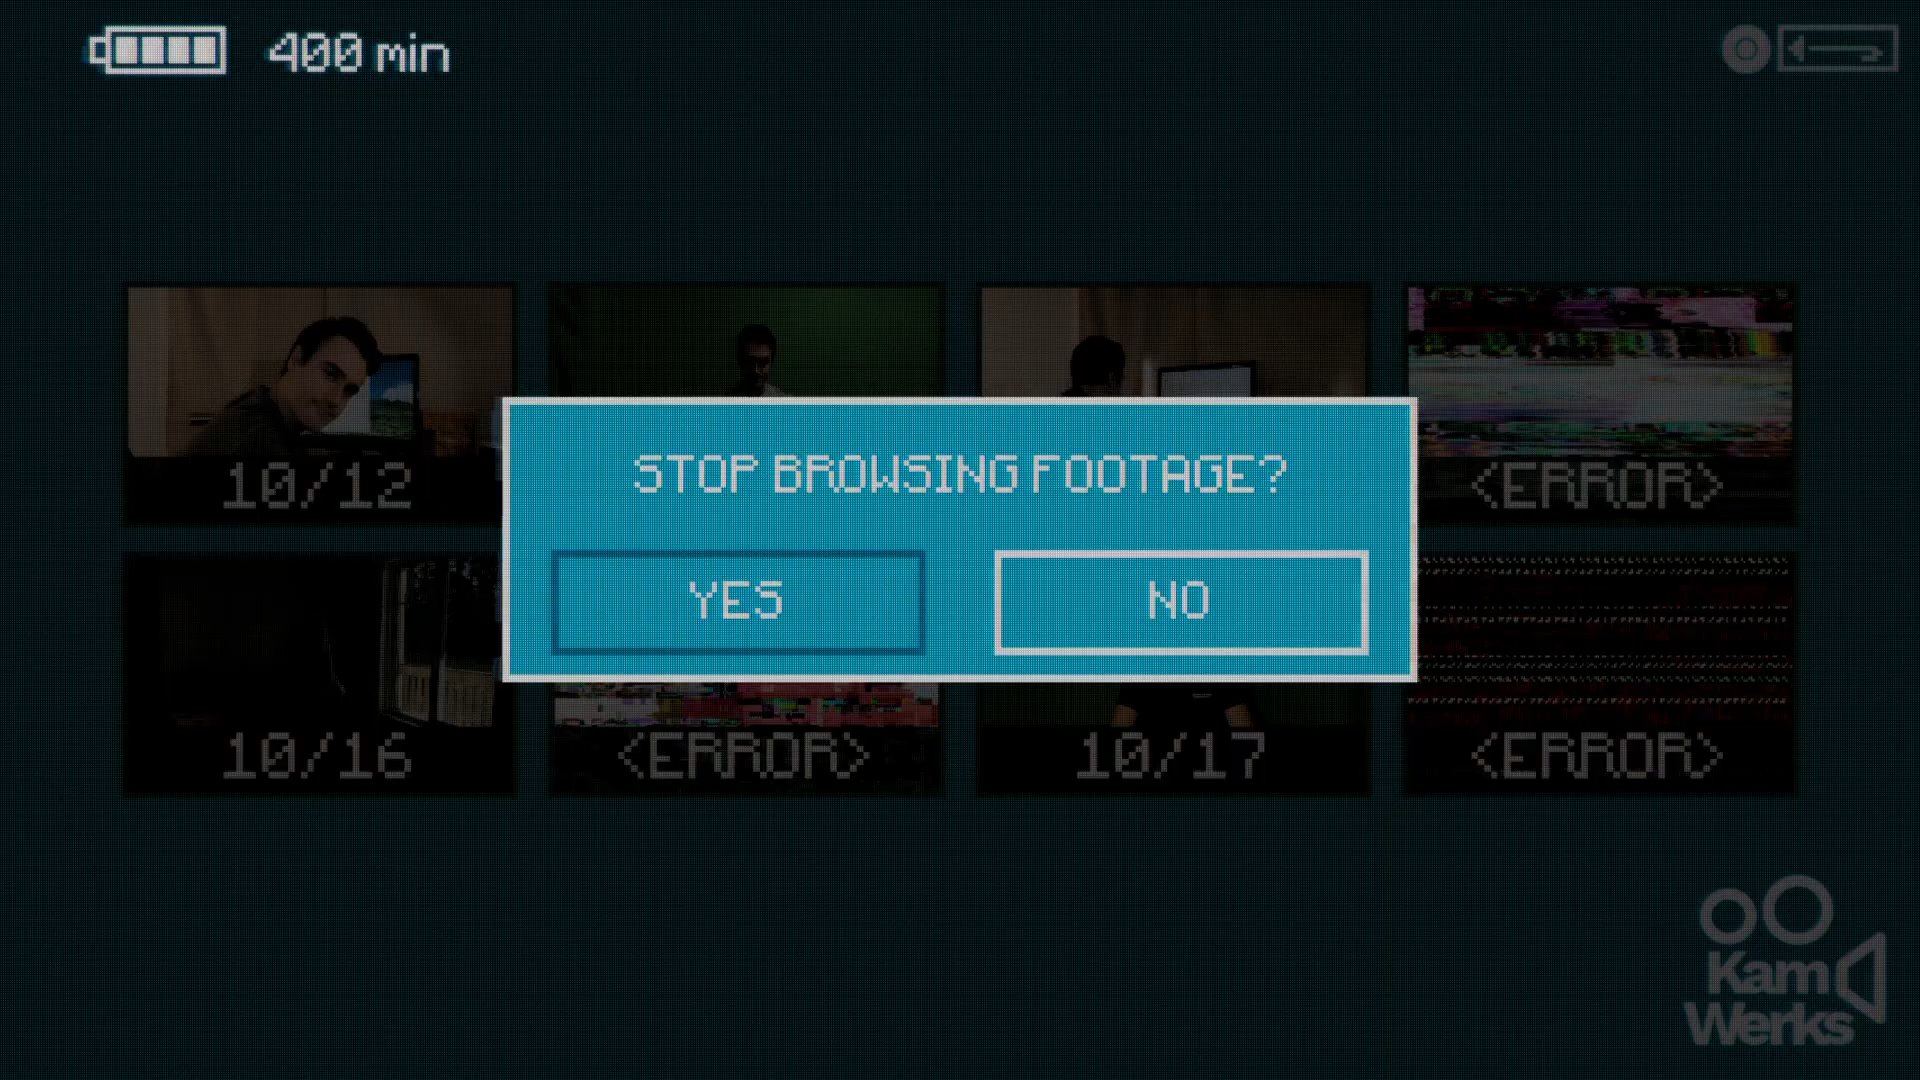 400 min
10/12
<ERROR>
STOP BROWSING FOOTAGE?
YES
NO
10/16
<ERROR>
10/17
<ERROR>
Kam
Werks